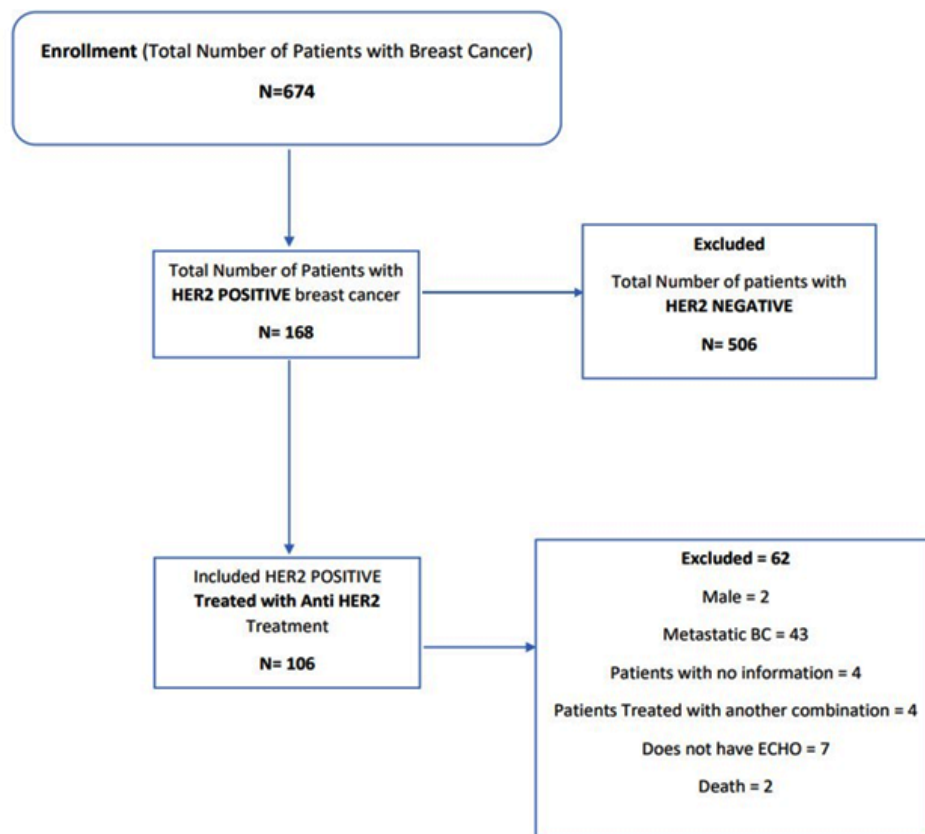 Enrollment (Total Number of Patients with Breast Cancer)
N=674
Total Number of Patients with
HER2 POSITIVE breast cancer
N= 168
Excluded
Total Number of patients with
HER2 NEGATIVE
N= 506
Included HER2 POSITIVE
Treated with Anti HER2
Treatment
N= 106
Excluded = 62
Male = 2
Metastatic BC = 43
Patients with no information = 4
Patients Treated with another combination = 4
Does not have ECHO = 7
Death = 2